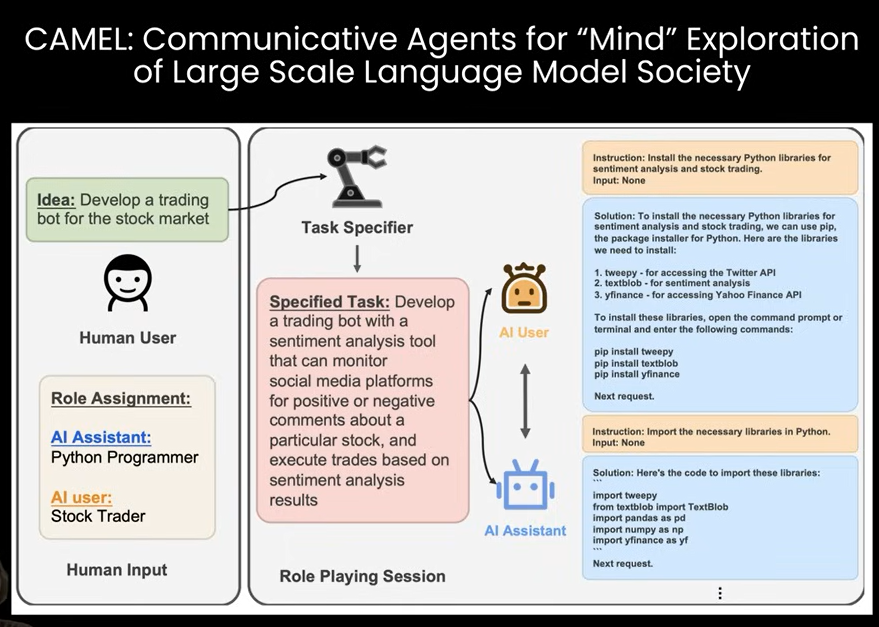 CAMEL: Communicative Agents for “Mind” Exploration
of Large Scale Language Model Society
Idea: Develop a trading
bot for the stock market
Human User
Role Assignment:
AI Assistant:
Python Programmer
AI user:
Stock Trader
Human Input
Task Specifier
Specified Task: Develop
a trading bot with a
sentiment analysis tool
that can monitor
social media platforms
for positive or negative
comments about a
particular stock, and
execute trades based on
sentiment analysis
results
Role Playing Session
AI User
AI Assistant
Instruction: Install the necessary Python libraries for
sentiment analysis and stock trading.
Input: None
Solution: To install the necessary Python libraries for
sentiment analysis and stock trading, we can use pip,
the package installer for Python. Here are the libraries
we need to install:
1. tweepy - for accessing the Twitter API
2. textblob - for sentiment analysis
3. yfinance - for accessing Yahoo Finance API
To install these libraries, open the command prompt or
terminal and enter the following commands:
pip install tweepy
pip install textblob
pip install yfinance
Next request.
Instruction: Import the necessary libraries in Python.
Input: None
Solution: Here's the code to import these libraries:
```
import tweepy
from textblob import TextBlob
import pandas as pd
import numpy as np
import yfinance as yf
```
Next request.